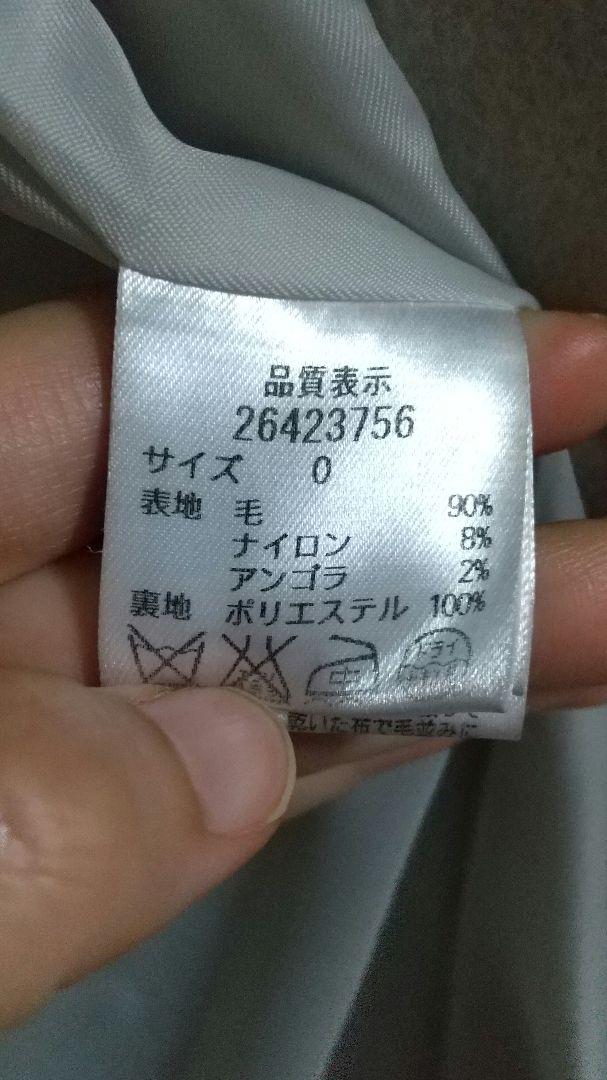 品質表示
26423756
サイズ 0
表地 毛 90%
ナイロン 8%
アンゴラ 2%
裏地 ポリエステル 100%
中
ドライ
乾いた布で毛並みに